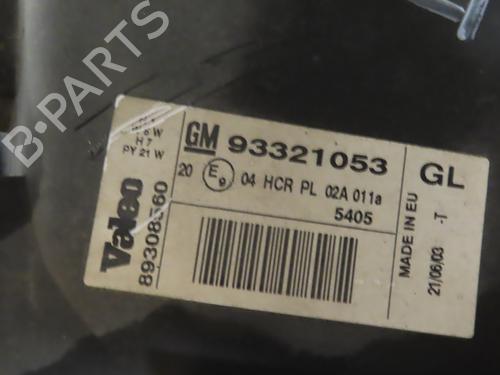 B-PARTS
H 7
PY 21 W
GM 93321053
20 E9 04 HCR PL 02A 011a
5405
Valeo
89308560
GL
MADE IN EU
21/06/03 -T